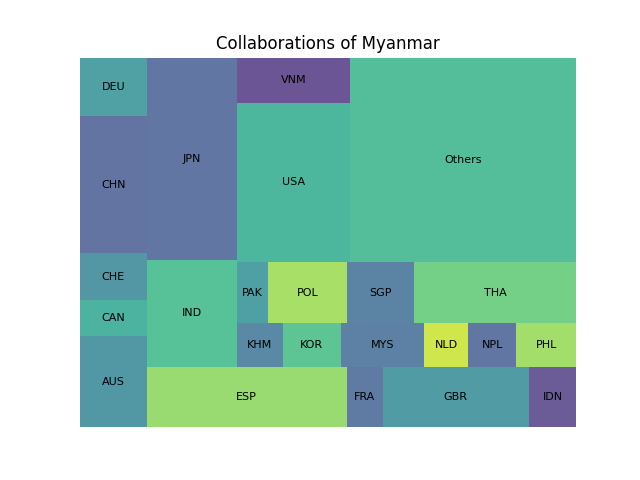 Collaborations of Myanmar
DEU
JPN
VNM
Others
CHN
USA
CHE
PAK
POL
SGP
THA
CAN
IND
KHM
KOR
MYS
NLD
NPL
PHL
AUS
ESP
FRA
GBR
IDN